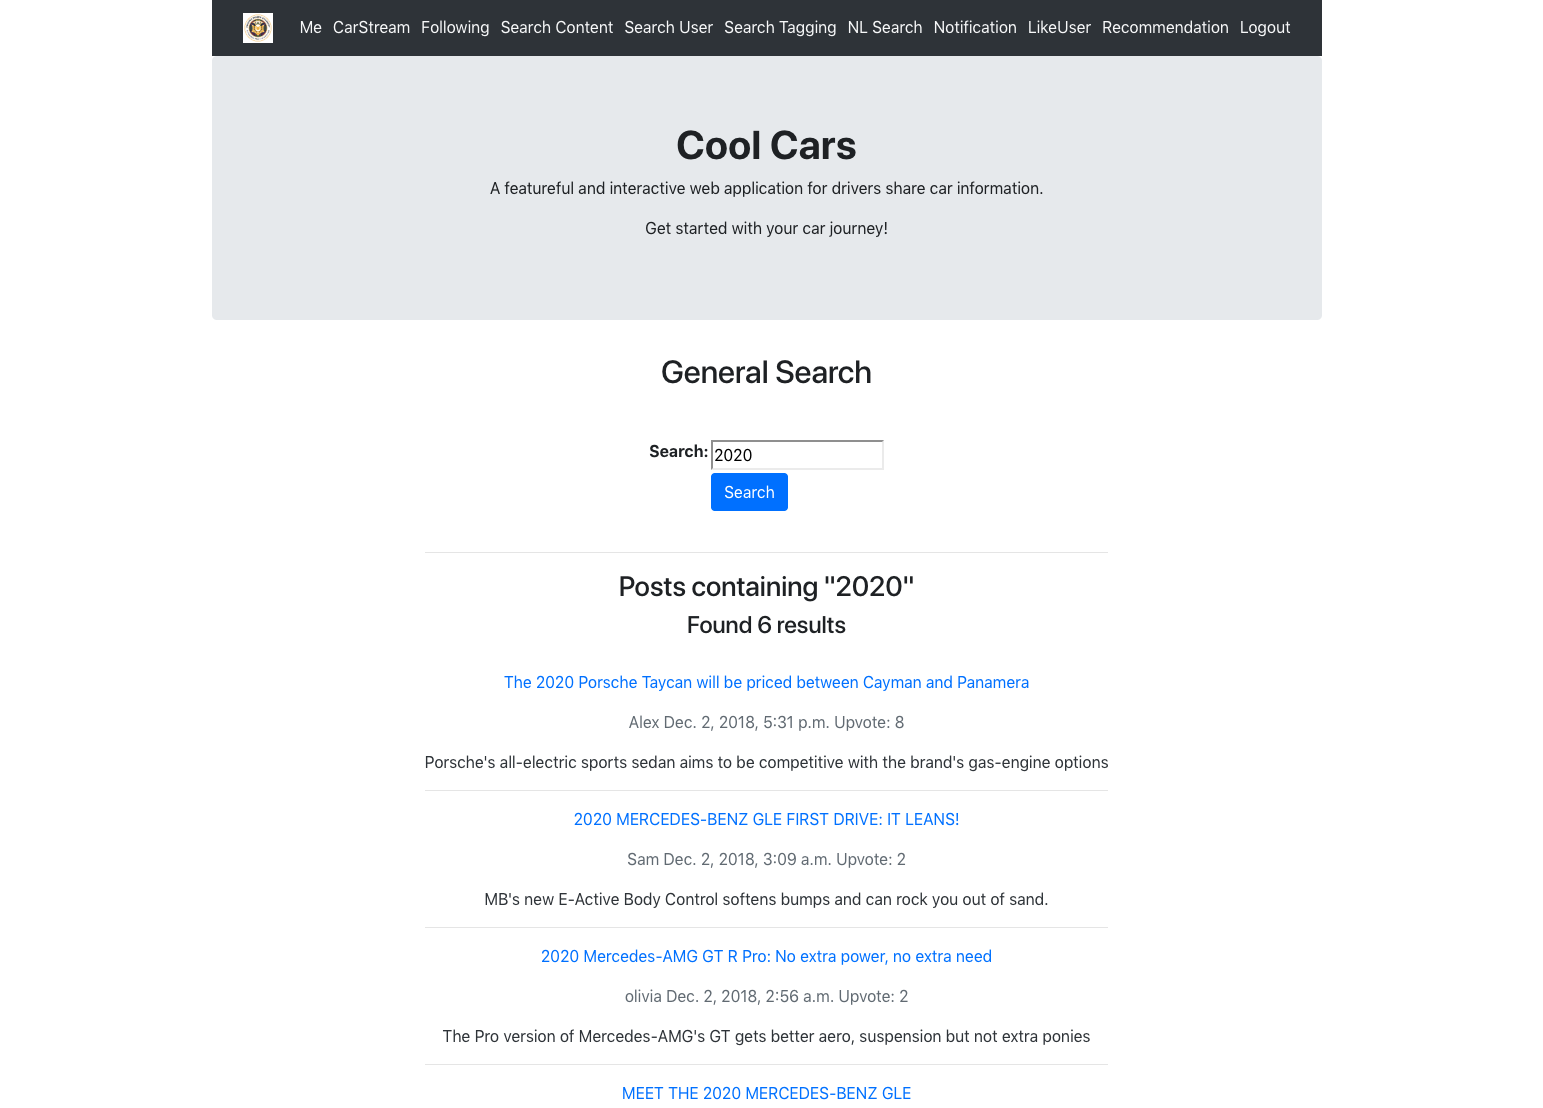 Me CarStream Following Search Content Search User Search Tagging NL Search Notification LikeUser Recommendation Logout
Cool Cars
A featureful and interactive web application for drivers share car information.
Get started with your car journey!
General Search
Search: 2020
Search
Posts containing "2020"
Found 6 results
The 2020 Porsche Taycan will be priced between Cayman and Panamera
Alex Dec. 2, 2018, 5:31 p.m. Upvote: 8
Porsche's all-electric sports sedan aims to be competitive with the brand's gas-engine options
2020 MERCEDES-BENZ GLE FIRST DRIVE: IT LEANS!
Sam Dec. 2, 2018, 3:09 a.m. Upvote: 2
MB's new E-Active Body Control softens bumps and can rock you out of sand.
2020 Mercedes-AMG GT R Pro: No extra power, no extra need
olivia Dec. 2, 2018, 2:56 a.m. Upvote: 2
The Pro version of Mercedes-AMG's GT gets better aero, suspension but not extra ponies
MEET THE 2020 MERCEDES-BENZ GLE